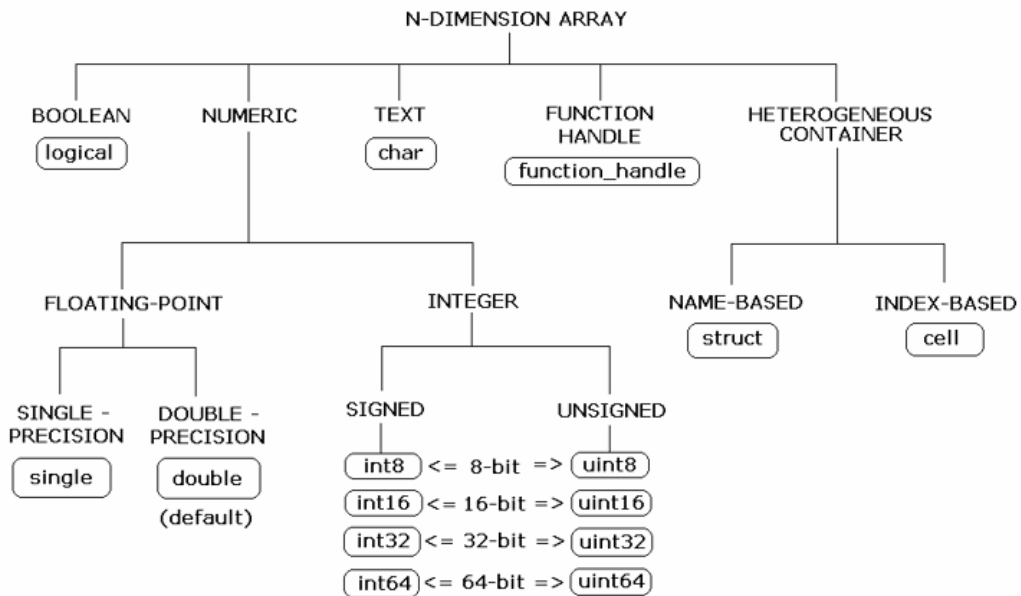 N-DIMENSION ARRAY
BOOLEAN
logical
NUMERIC
TEXT
char
FUNCTION
HANDLE
function_handle
HETEROGENEOUS
CONTAINER
FLOATING-POINT
INTEGER
NAME-BASED
struct
INDEX-BASED
cell
SINGLE -
PRECISION
single
DOUBLE -
PRECISION
double
(default)
SIGNED
UNSIGNED
int8 <= 8-bit => uint8
int16 <= 16-bit => uint16
int32 <= 32-bit => uint32
int64 <= 64-bit => uint64